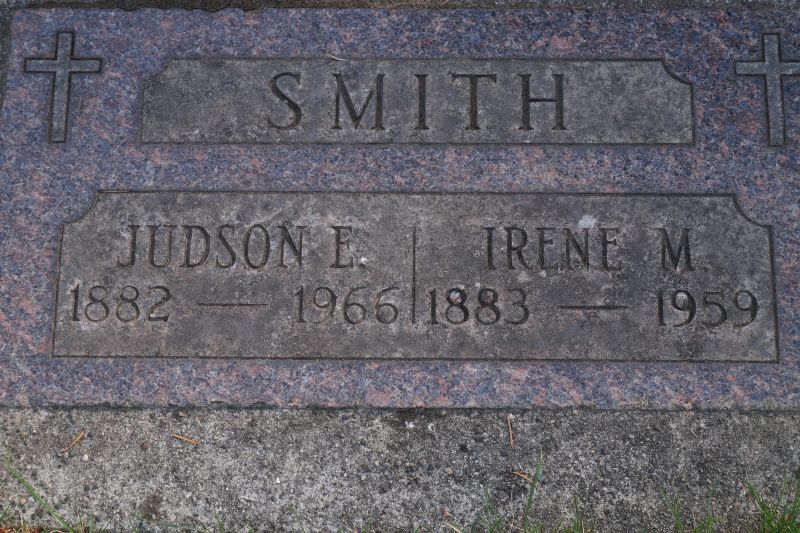 SMITH
JUDSON E. IRENE M.
1882 — 1966 1883 — 1959